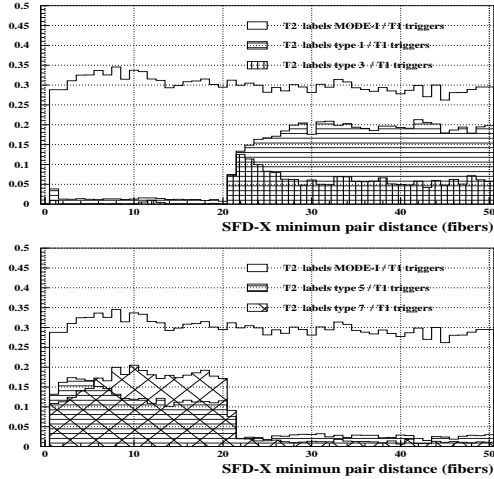 0.5
T2 labels MODE-I / T1 triggers
0.45
T2 labels type 1 / T1 triggers
0.4
T2 labels type 3 / T1 triggers
0.35
0.3
0.25
0.2
0.15
0.1
0.05
0
0 10 20 30 40 50
SFD-X minimun pair distance (fibers)
0.5
T2 labels MODE-I / T1 triggers
0.45
T2 labels type 5 / T1 triggers
0.4
T2 labels type 7 / T1 triggers
0.35
0.3
0.25
0.2
0.15
0.1
0.05
0
0 10 20 30 40 50
SFD-X minimun pair distance (fibers)